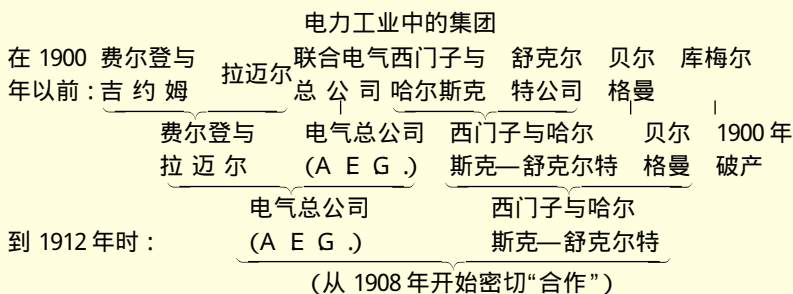 电力工业中的集团
在 1900 费尔登与 拉迈尔 联合电气 西门子与 舒克尔 贝尔 库梅尔
年以前：吉约姆 总公司 哈尔斯克 特公司 格曼
费尔登与 电气总公司 西门子与哈尔 贝尔 1900 年
拉迈尔 (A E G .) 斯克—舒克尔特 格曼 破产
电气总公司 西门子与哈尔
到 1912 年时： (A E G .) 斯克—舒克尔特
(从 1908 年开始密切“合作”)